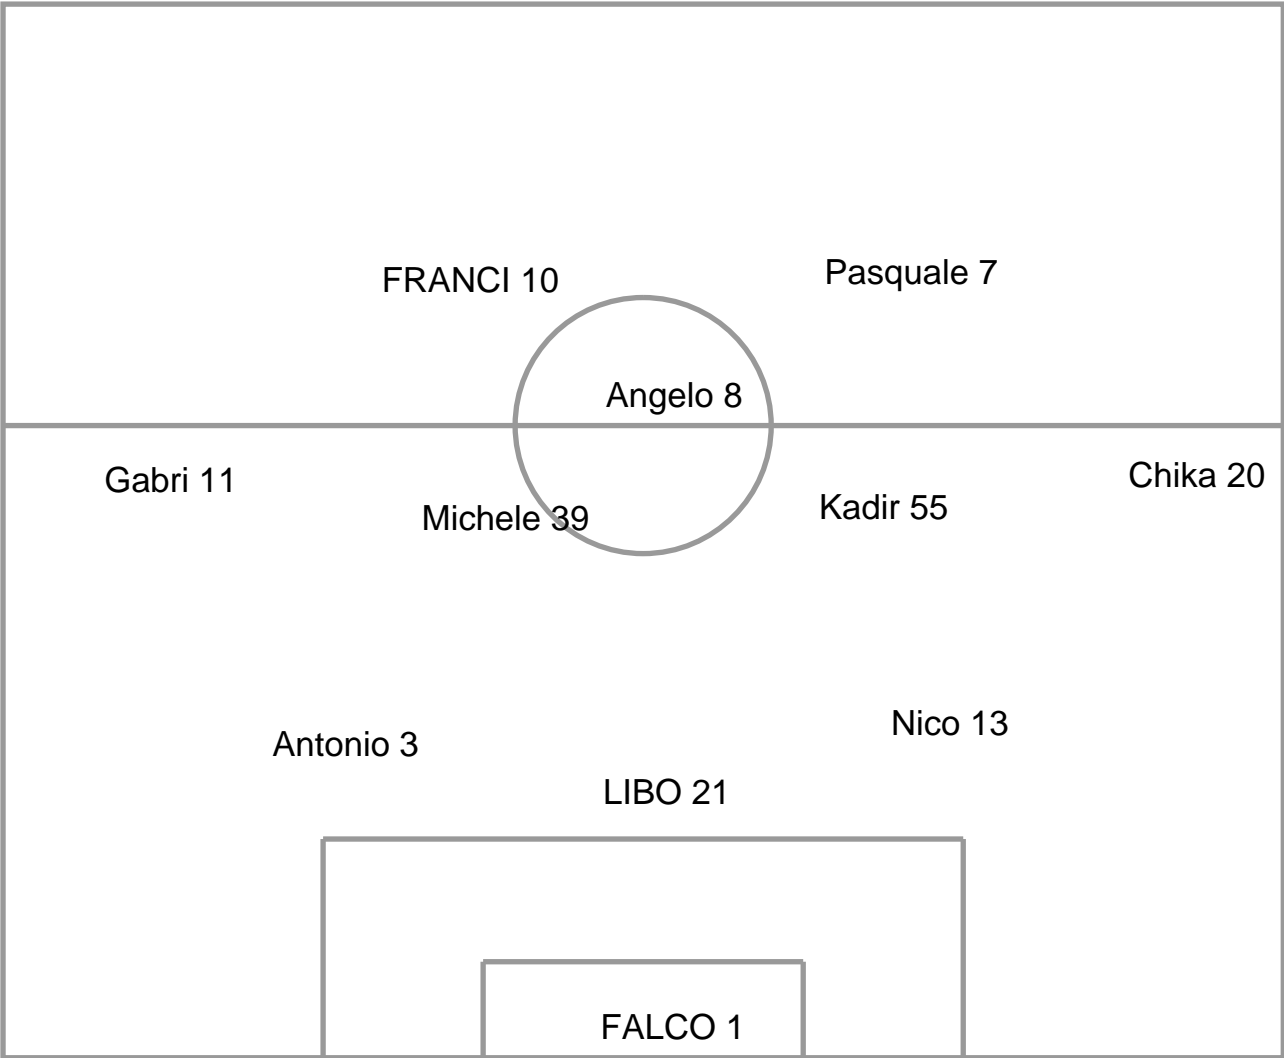 FRANCI 10
Pasquale 7
Angelo 8
Gabri 11
Chika 20
Michele 39
Kadir 55
Antonio 3
Nico 13
LIBO 21
FALCO 1